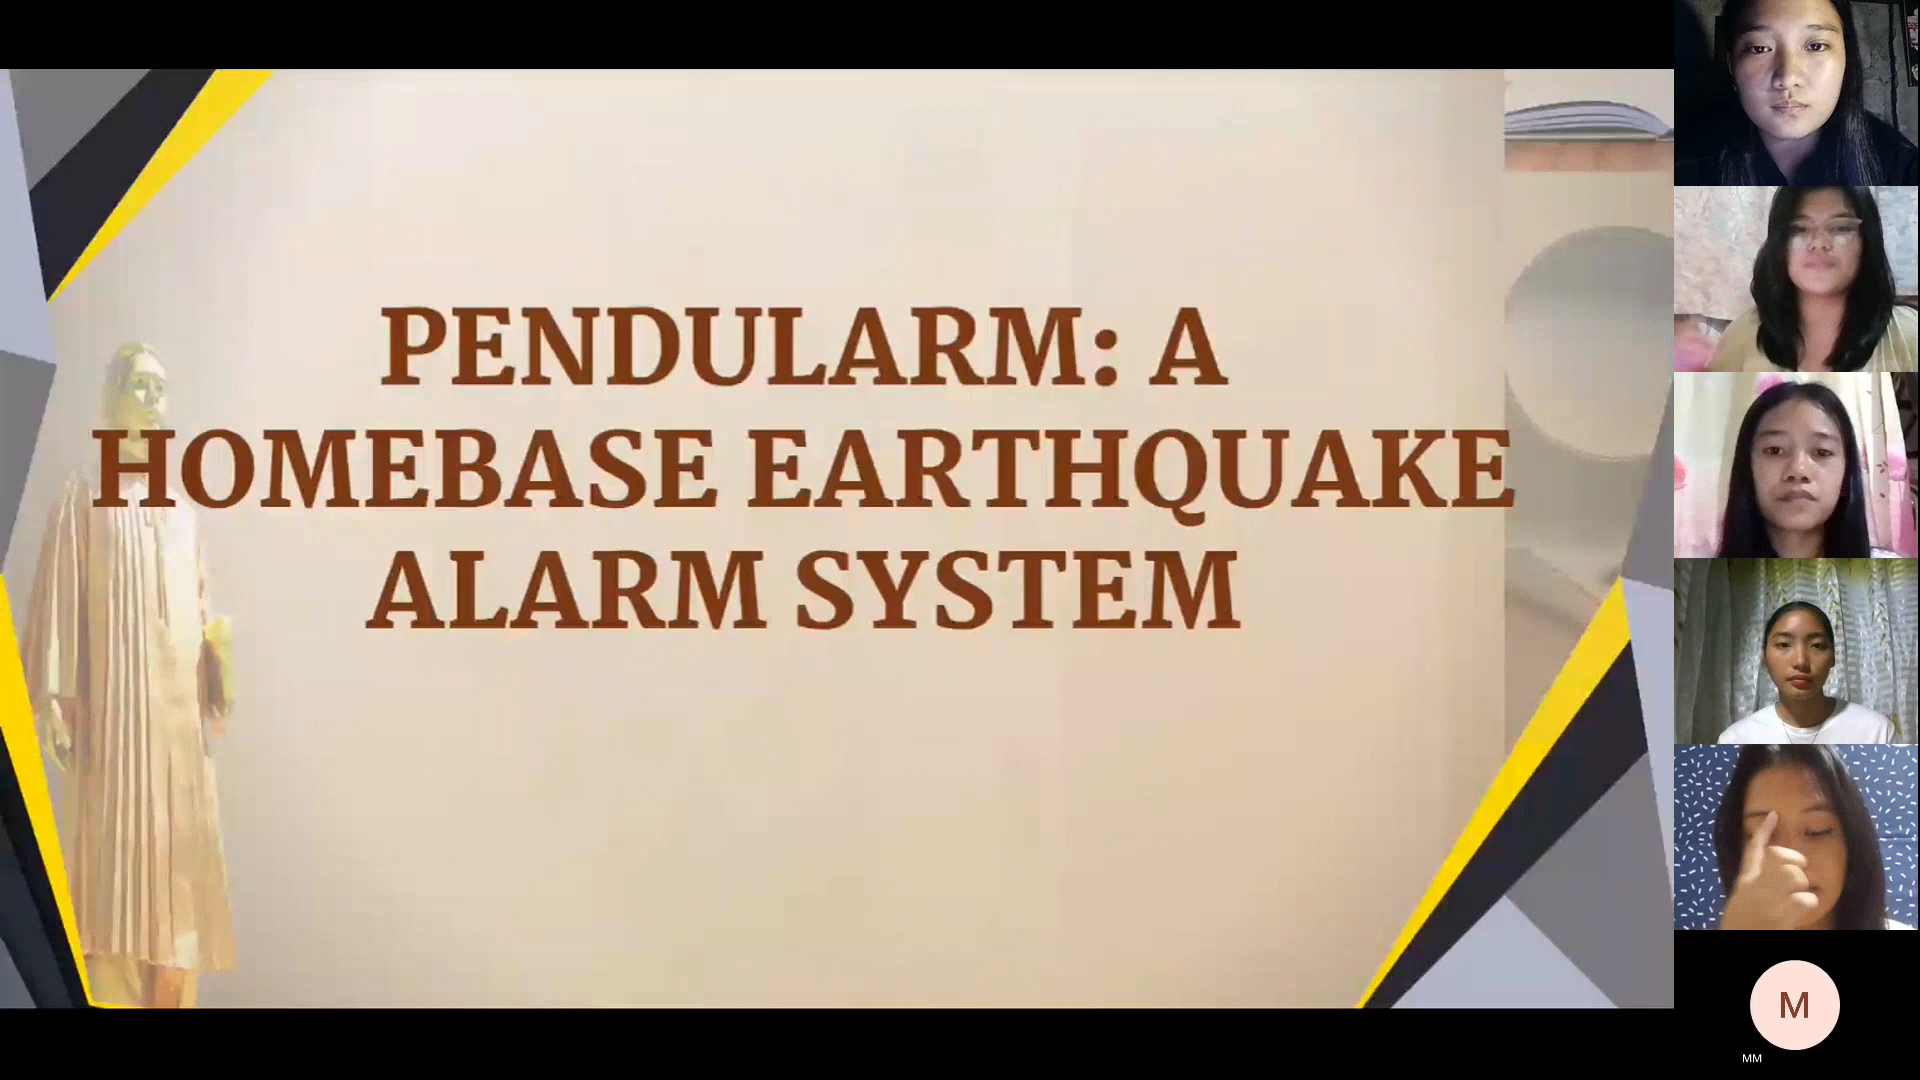 PENDULARM: A
HOMEBASE EARTHQUAKE
ALARM SYSTEM
M
MM